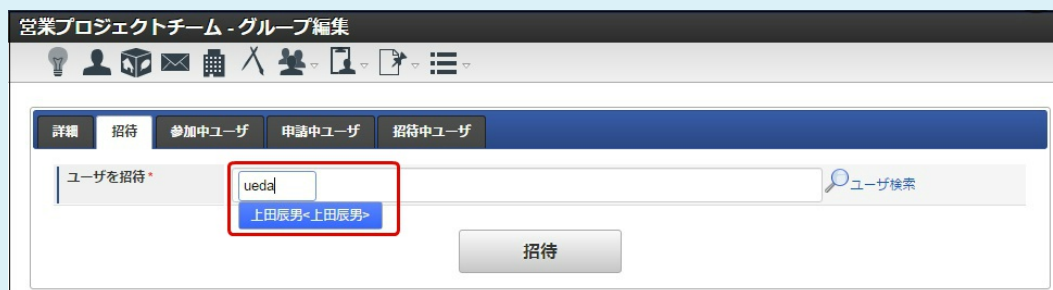 営業プロジェクトチーム - グループ編集
詳細 招待 参加中ユーザ 申請中ユーザ 招待中ユーザ
ユーザを招待* ueda ユーザ検索
上田辰男<上田辰男>
招待